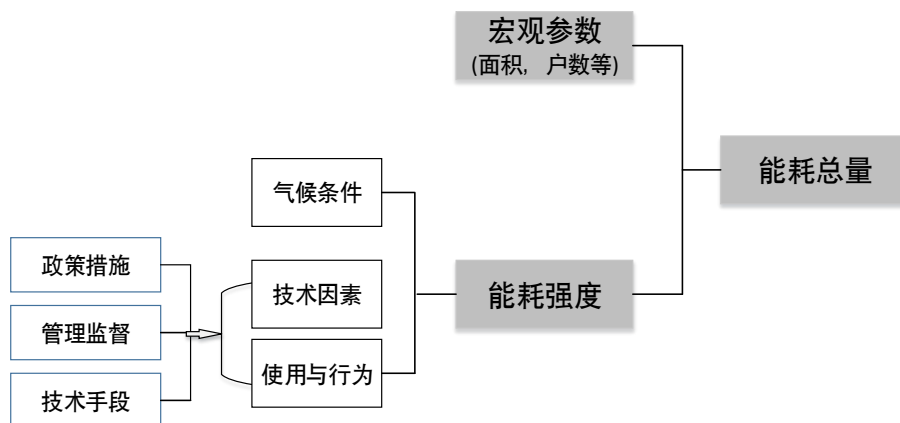 宏观参数
(面积, 户数等)
能耗总量
气候条件
政策措施
技术因素
能耗强度
管理监督
使用与行为
技术手段